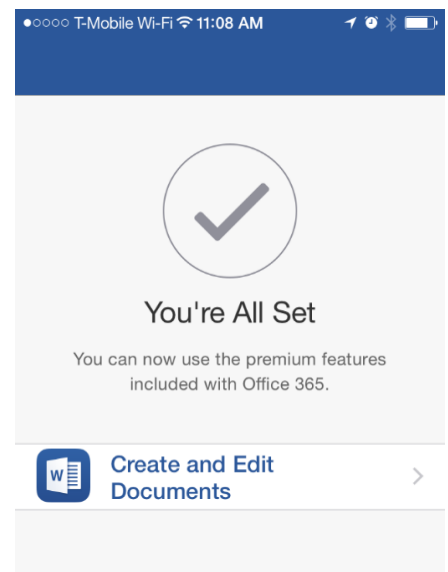 T-Mobile Wi-Fi 11:08 AM
You're All Set
You can now use the premium features
included with Office 365.
W
Create and Edit
Documents